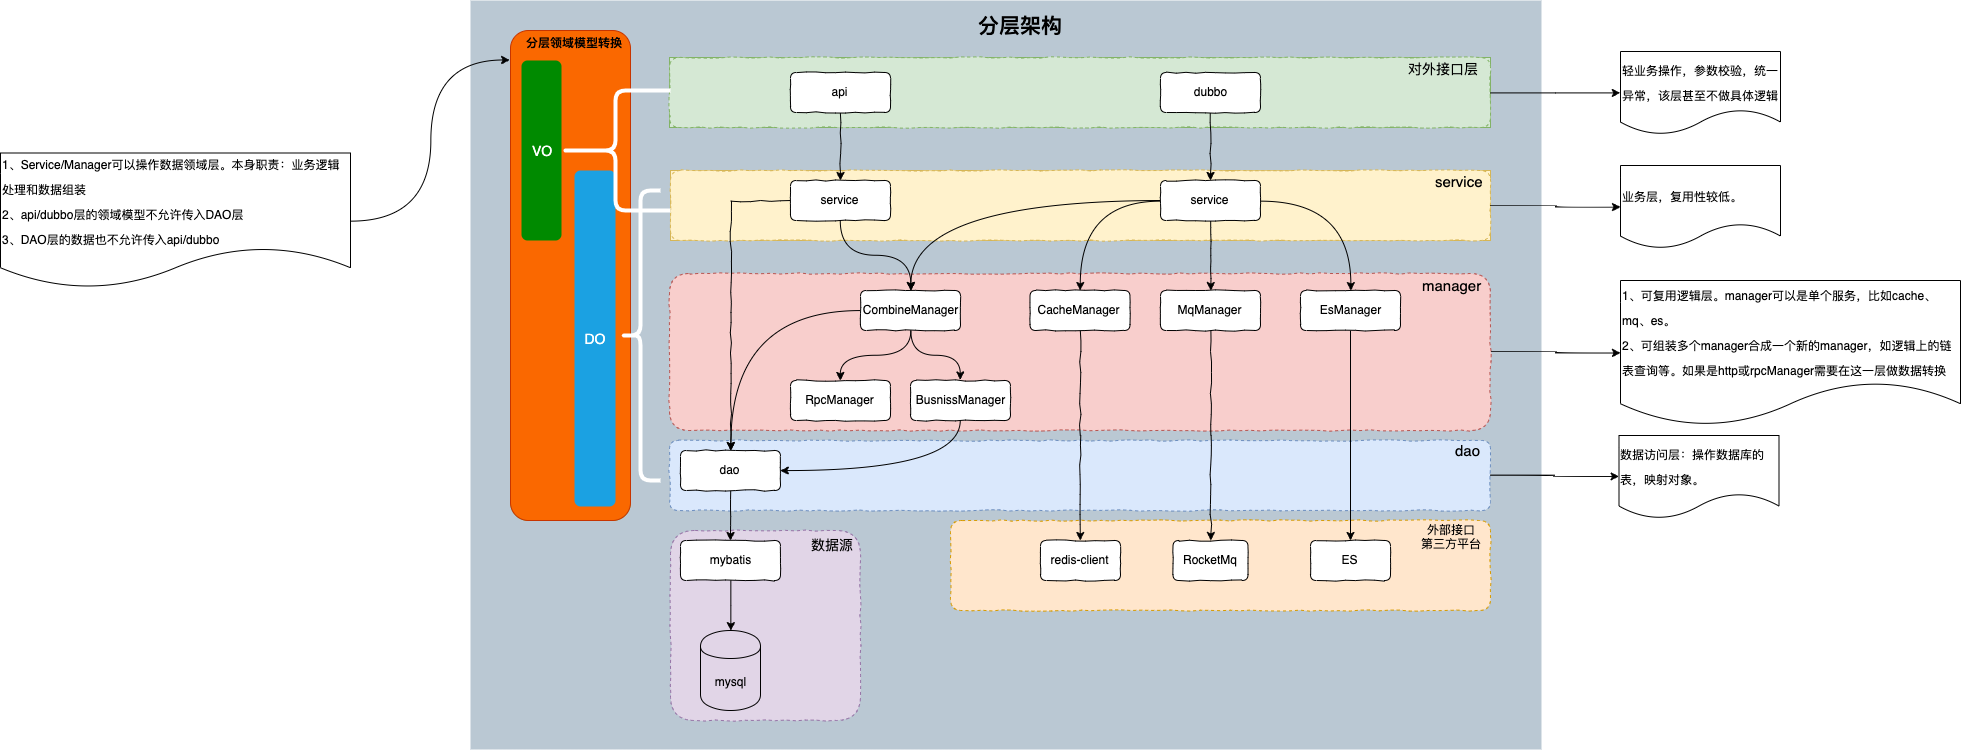 分层架构
分层领域模型转换
VO
DO
1、Service/Manager可以操作数据领域层。本身职责：业务逻辑
处理和数据组装
2、api/dubbo层的领域模型不允许传入DAO层
3、DAO层的数据也不允许传入api/dubbo
对外接口层
api
dubbo
轻业务操作，参数校验，统一
异常，该层甚至不做具体逻辑
service
service
service
业务层，复用性较低。
manager
CombineManager
CacheManager
MqManager
EsManager
RpcManager
BusnissManager
1、可复用逻辑层。manager可以是单个服务，比如cache、
mq、es。
2、可组装多个manager合成一个新的manager，如逻辑上的链
表查询等。如果是http或rpcManager需要在这一层做数据转换
dao
dao
数据访问层：操作数据库的
表，映射对象。
数据源
mybatis
mysql
外部接口
第三方平台
redis-client
RocketMq
ES